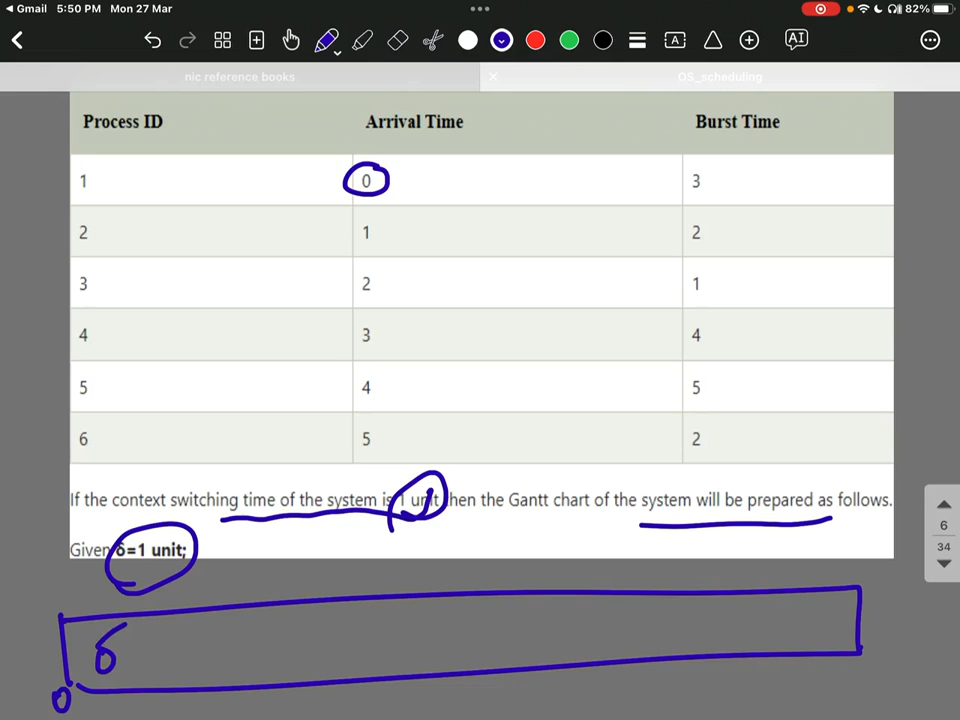 Gmail 5:50 PM Mon 27 Mar 82%
A AI
nic reference books OS_scheduling
Process ID Arrival Time Burst Time
1 0 3
2 1 2
3 2 1
4 3 4
5 4 5
6 5 2
If the context switching time of the system is 1 unit then the Gantt chart of the system will be prepared as follows.
Given δ=1 unit;
6
34
δ
0